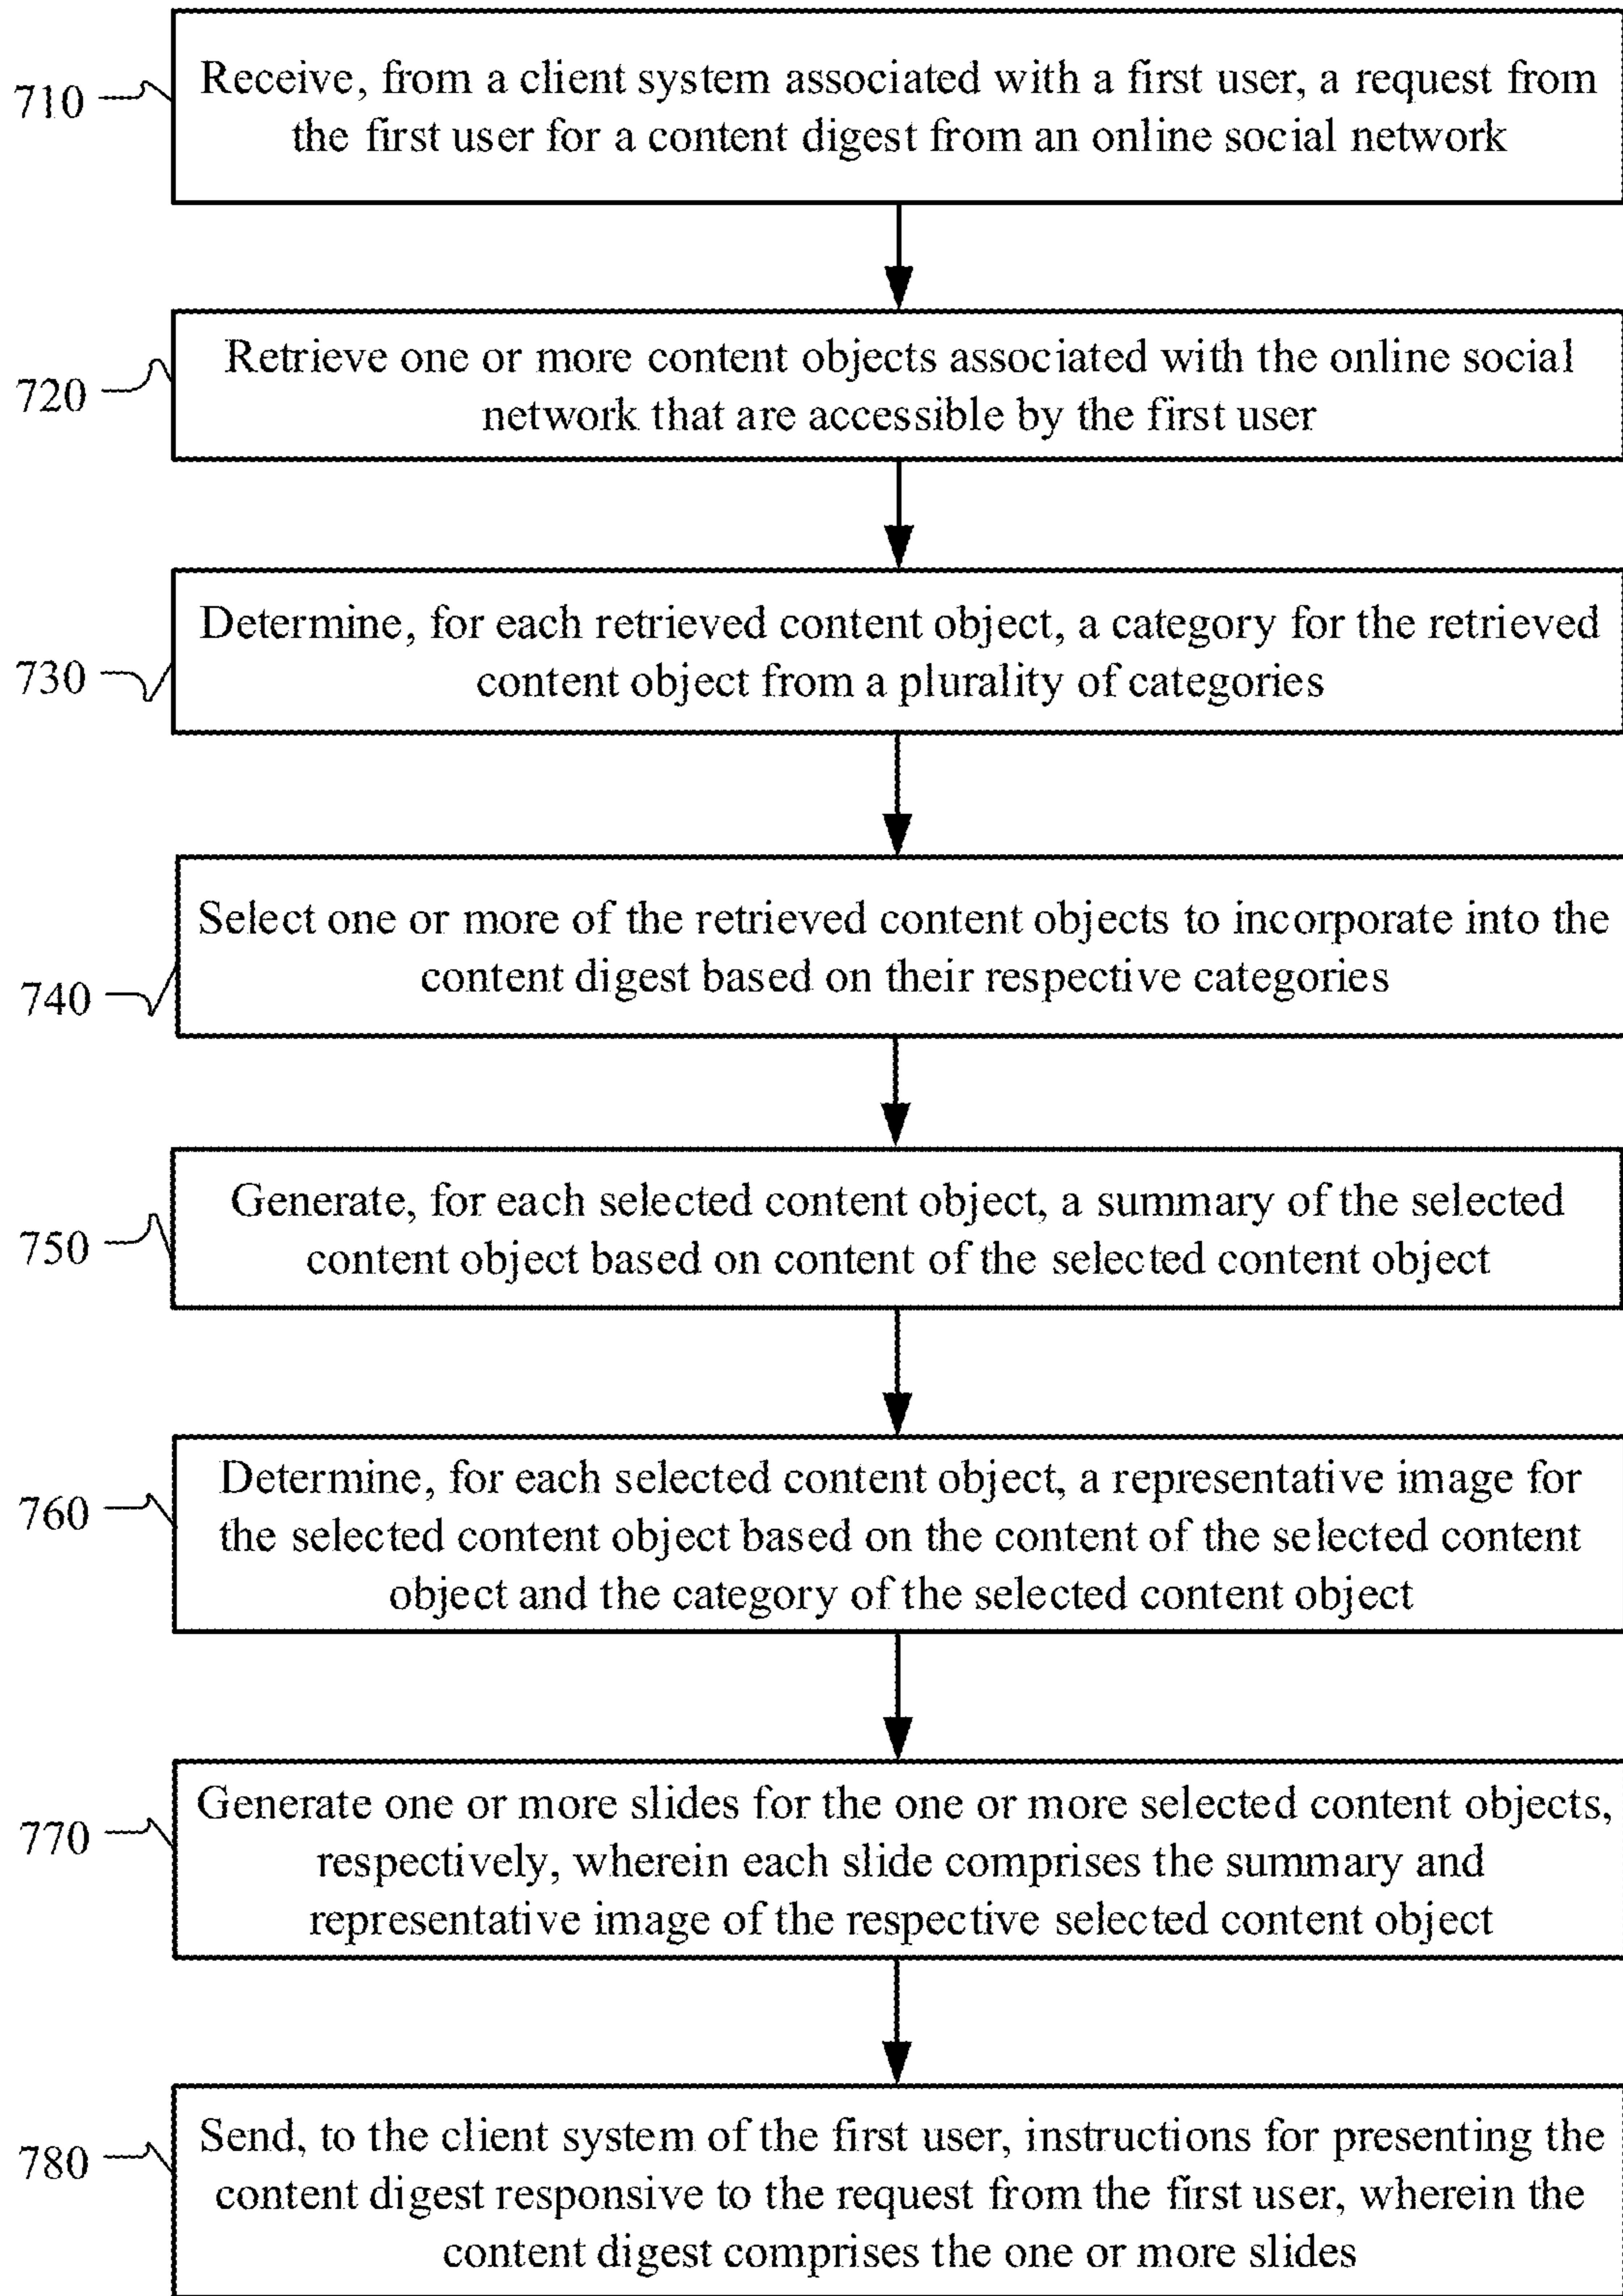 710
Receive, from a client system associated with a first user, a request from
the first user for a content digest from an online social network
720
Retrieve one or more content objects associated with the online social
network that are accessible by the first user
730
Determine, for each retrieved content object, a category for the retrieved
content object from a plurality of categories
740
Select one or more of the retrieved content objects to incorporate into the
content digest based on their respective categories
750
Generate, for each selected content object, a summary of the selected
content object based on content of the selected content object
760
Determine, for each selected content object, a representative image for
the selected content object based on the content of the selected content
object and the category of the selected content object
770
Generate one or more slides for the one or more selected content objects,
respectively, wherein each slide comprises the summary and
representative image of the respective selected content object
780
Send, to the client system of the first user, instructions for presenting the
content digest responsive to the request from the first user, wherein the
content digest comprises the one or more slides